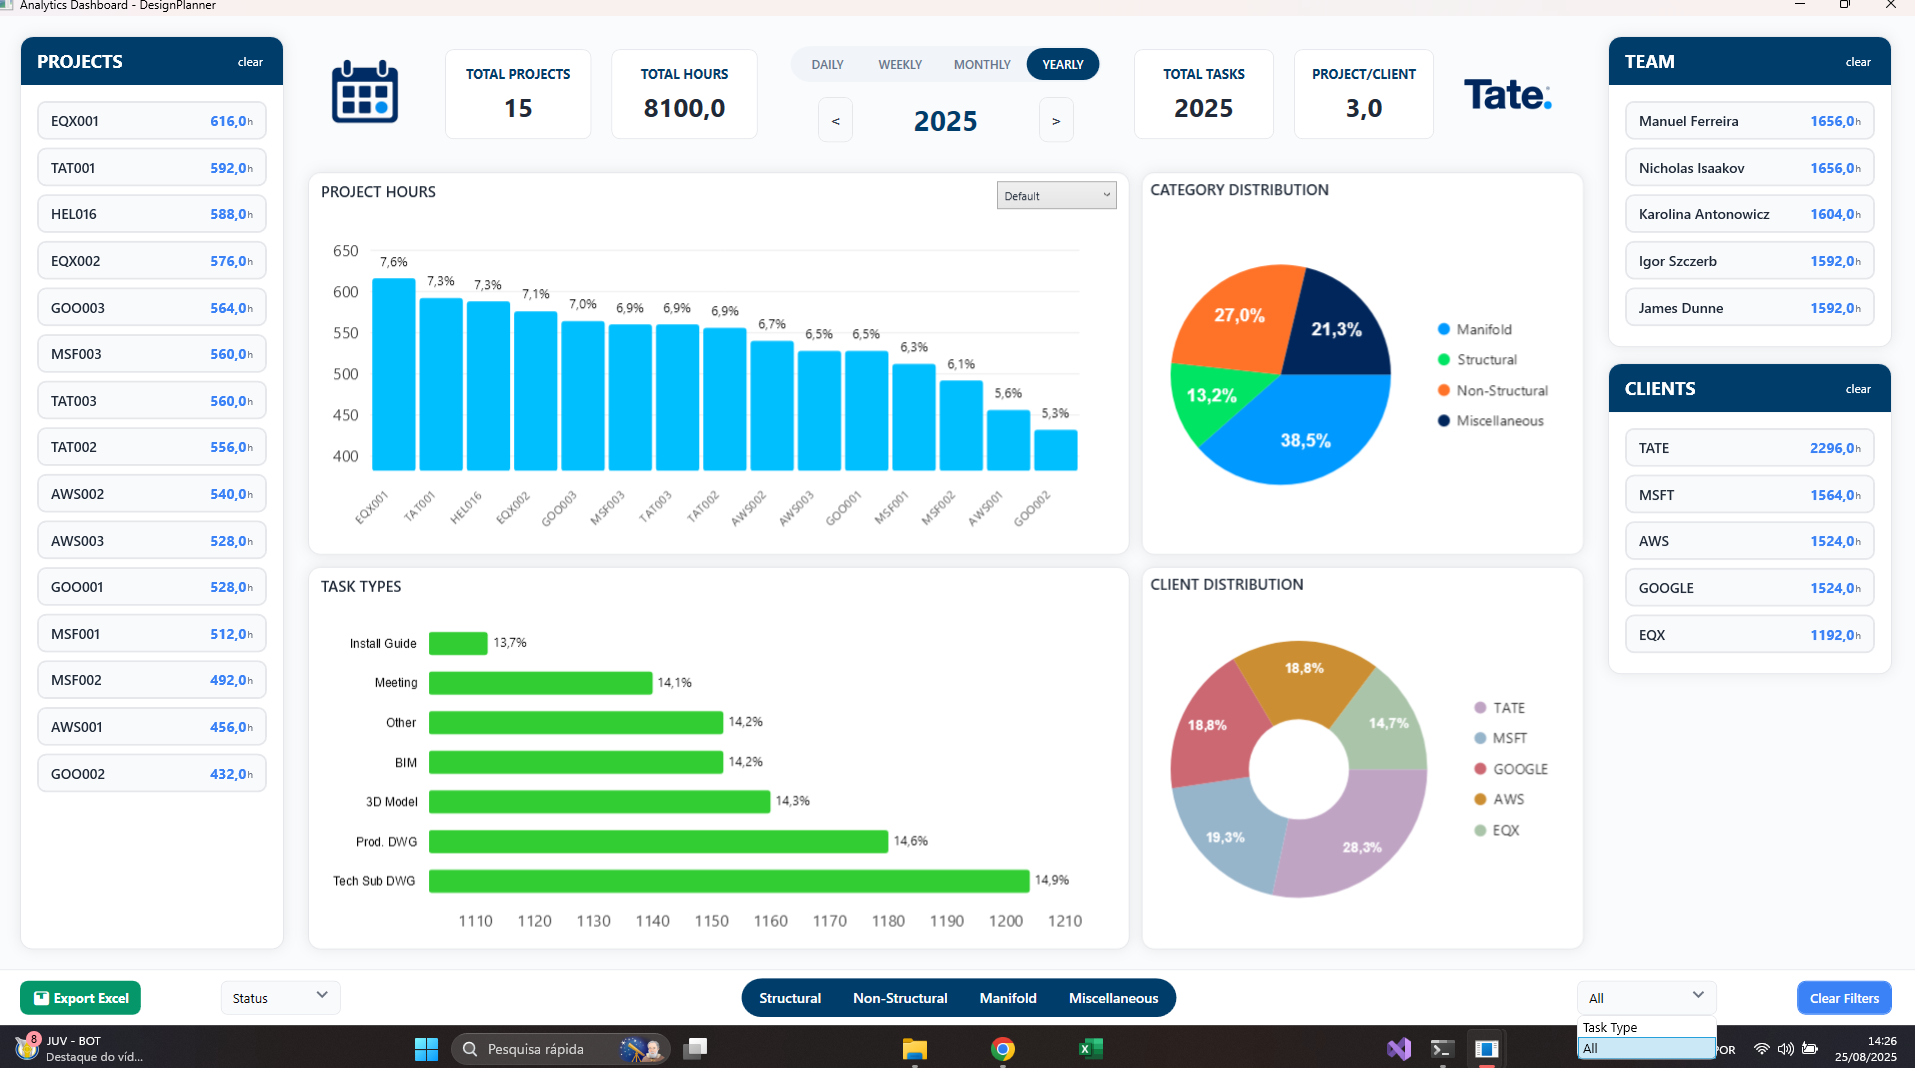 Analytics Dashboard - DesignPlanner
PROJECTS
clear
EQX001 616,0h
TAT001 592,0h
HEL016 588,0h
EQX002 576,0h
GOO003 564,0h
MSF003 560,0h
TAT003 560,0h
TAT002 556,0h
AWS002 540,0h
AWS003 528,0h
GOO001 528,0h
MSF001 512,0h
MSF002 492,0h
AWS001 456,0h
GOO002 432,0h
TOTAL PROJECTS
15
TOTAL HOURS
8100,0
DAILY WEEKLY MONTHLY YEARLY
< 2025 >
TOTAL TASKS
2025
PROJECT/CLIENT
3,0
Tate.
PROJECT HOURS
Default
650
600
550
500
450
400
7,6%
7,3%
7,3%
7,1%
7,0%
6,9%
6,9%
6,9%
6,7%
6,5%
6,5%
6,3%
6,1%
5,6%
5,3%
EQX001
TAT001
HEL016
EQX002
GOO003
MSF003
TAT003
TAT002
AWS002
AWS003
GOO001
MSF001
MSF002
AWS001
GOO002
CATEGORY DISTRIBUTION
27,0%
21,3%
13,2%
38,5%
Manifold
Structural
Non-Structural
Miscellaneous
TASK TYPES
Install Guide 13,7%
Meeting 14,1%
Other 14,2%
BIM 14,2%
3D Model 14,3%
Prod. DWG 14,6%
Tech Sub DWG 14,9%
1110 1120 1130 1140 1150 1160 1170 1180 1190 1200 1210
CLIENT DISTRIBUTION
18,8%
14,7%
18,8%
19,3%
28,3%
TATE
MSFT
GOOGLE
AWS
EQX
TEAM
clear
Manuel Ferreira 1656,0h
Nicholas Isaakov 1656,0h
Karolina Antonowicz 1604,0h
Igor Szczerb 1592,0h
James Dunne 1592,0h
CLIENTS
clear
TATE 2296,0h
MSFT 1564,0h
AWS 1524,0h
GOOGLE 1524,0h
EQX 1192,0h
Export Excel
Status
Structural Non-Structural Manifold Miscellaneous
All
Clear Filters
Task Type
All
8
JUV - BOT
Destaque do víd...
Pesquisa rápida
POR
14:26
25/08/2025